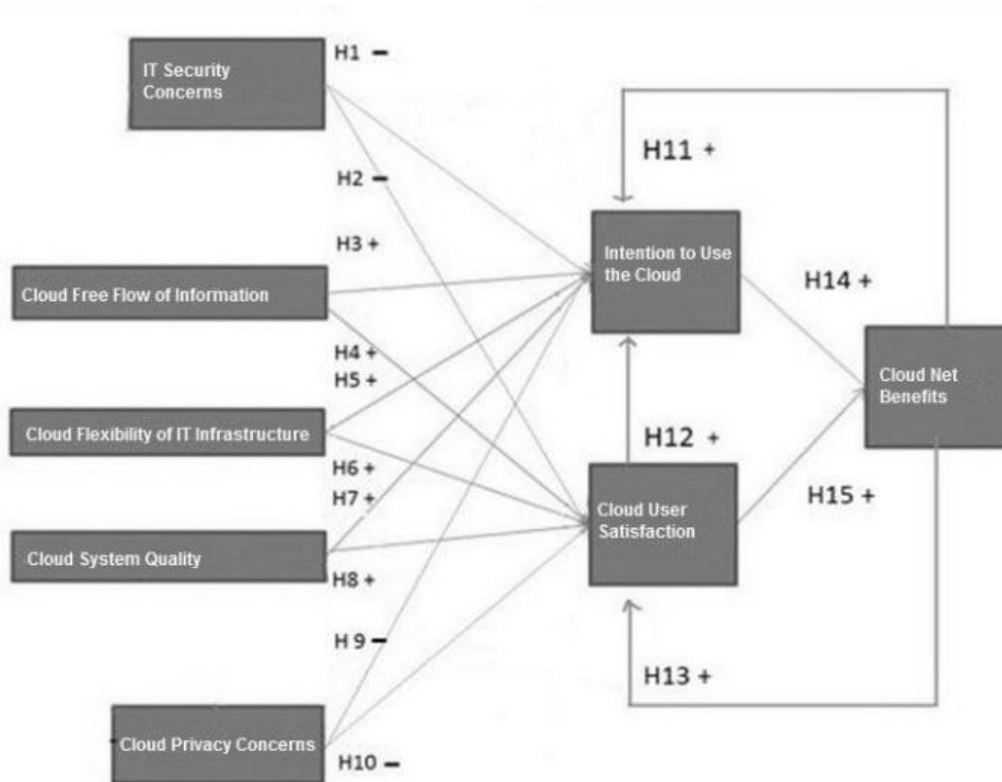 IT Security
Concerns
H1 −
H2 −
H3 +
Cloud Free Flow of Information
H4 +
H5 +
Cloud Flexibility of IT Infrastructure
H6 +
H7 +
Cloud System Quality
H8 +
H 9 −
Cloud Privacy Concerns
H10 −
H11 +
Intention to Use
the Cloud
H12 +
Cloud User
Satisfaction
H13 +
H14 +
Cloud Net
Benefits
H15 +